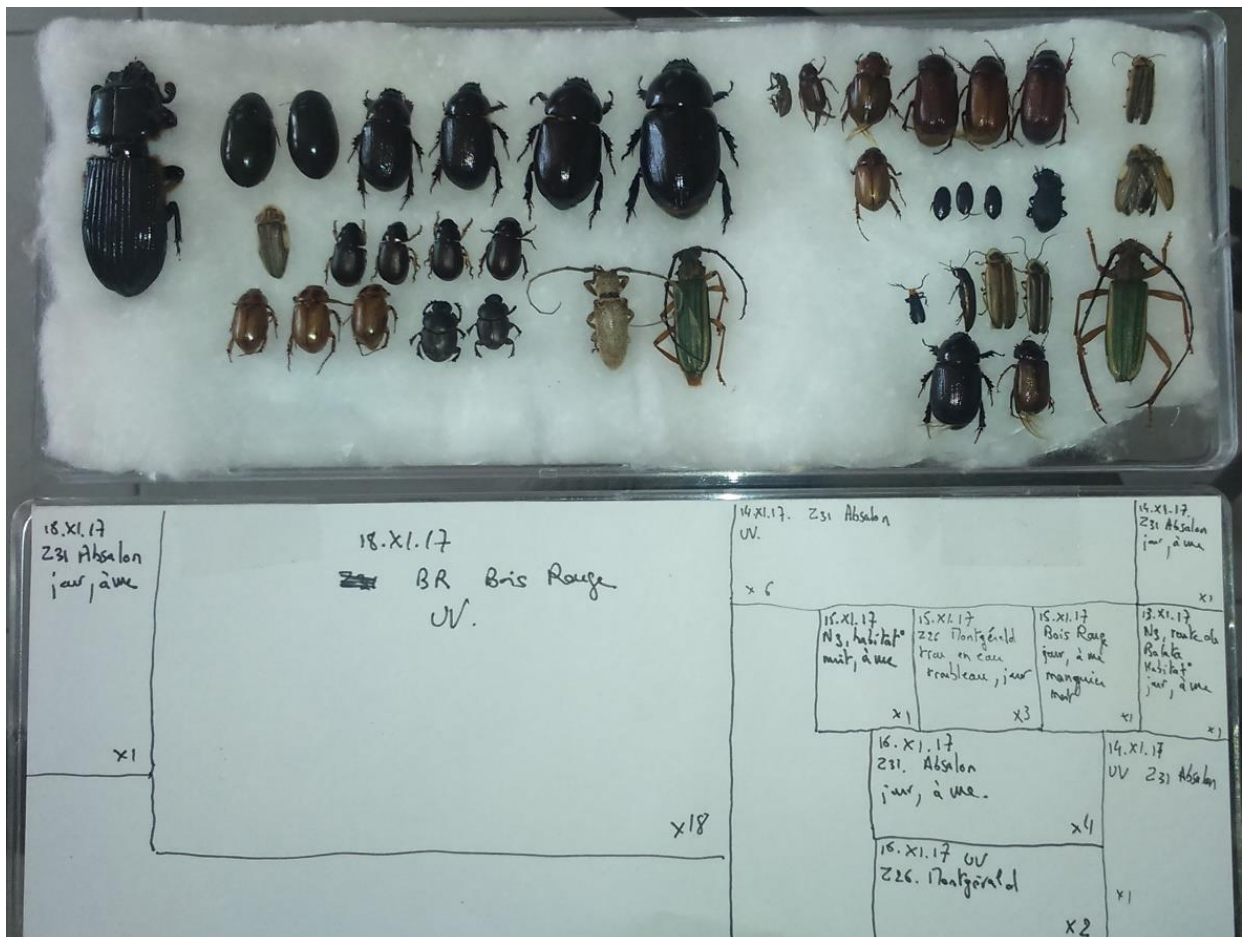 18.XI.17
Z31 Absalon
jour, à vue
x1
18.XI.17
BR Bois Rouge
UV.
x18
14.XI.17. Z31 Absalon
UV.
x6
14.XI.17.
Z31 Absalon
jour, à vue
x1
15.XI.17
N3, habitat°
nuit, à vue
x1
15.XI.17
Z26 Montgérald
trou en eau
troubleau, jour
x3
15.XI.17
Bois Rouge
jour, à vue
manguier
mort
x1
13.XI.17
N3, route de
Balata
Habitat°
jour, à vue
x1
16.XI.17
Z31. Absalon
jour, à vue.
x4
14.XI.17
UV Z31 Absalon
x1
16.XI.17 UV
Z26. Montgérald
x2